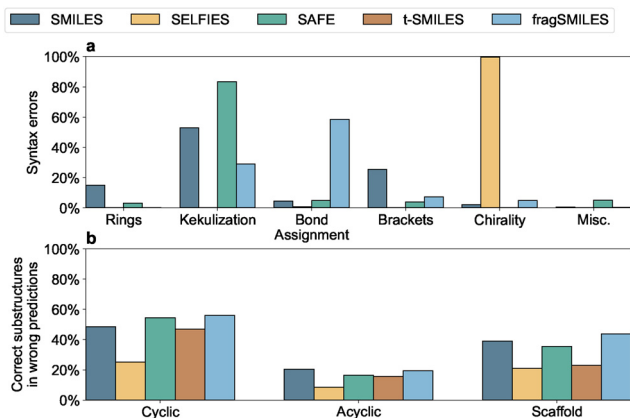 SMILES SELFIES SAFE t-SMILES fragSMILES
a
Syntax errors
100%
80%
60%
40%
20%
0%
Rings Kekulization Bond Assignment Brackets Chirality Misc.
b
Correct substructures
in wrong predictions
100%
80%
60%
40%
20%
0%
Cyclic Acyclic Scaffold